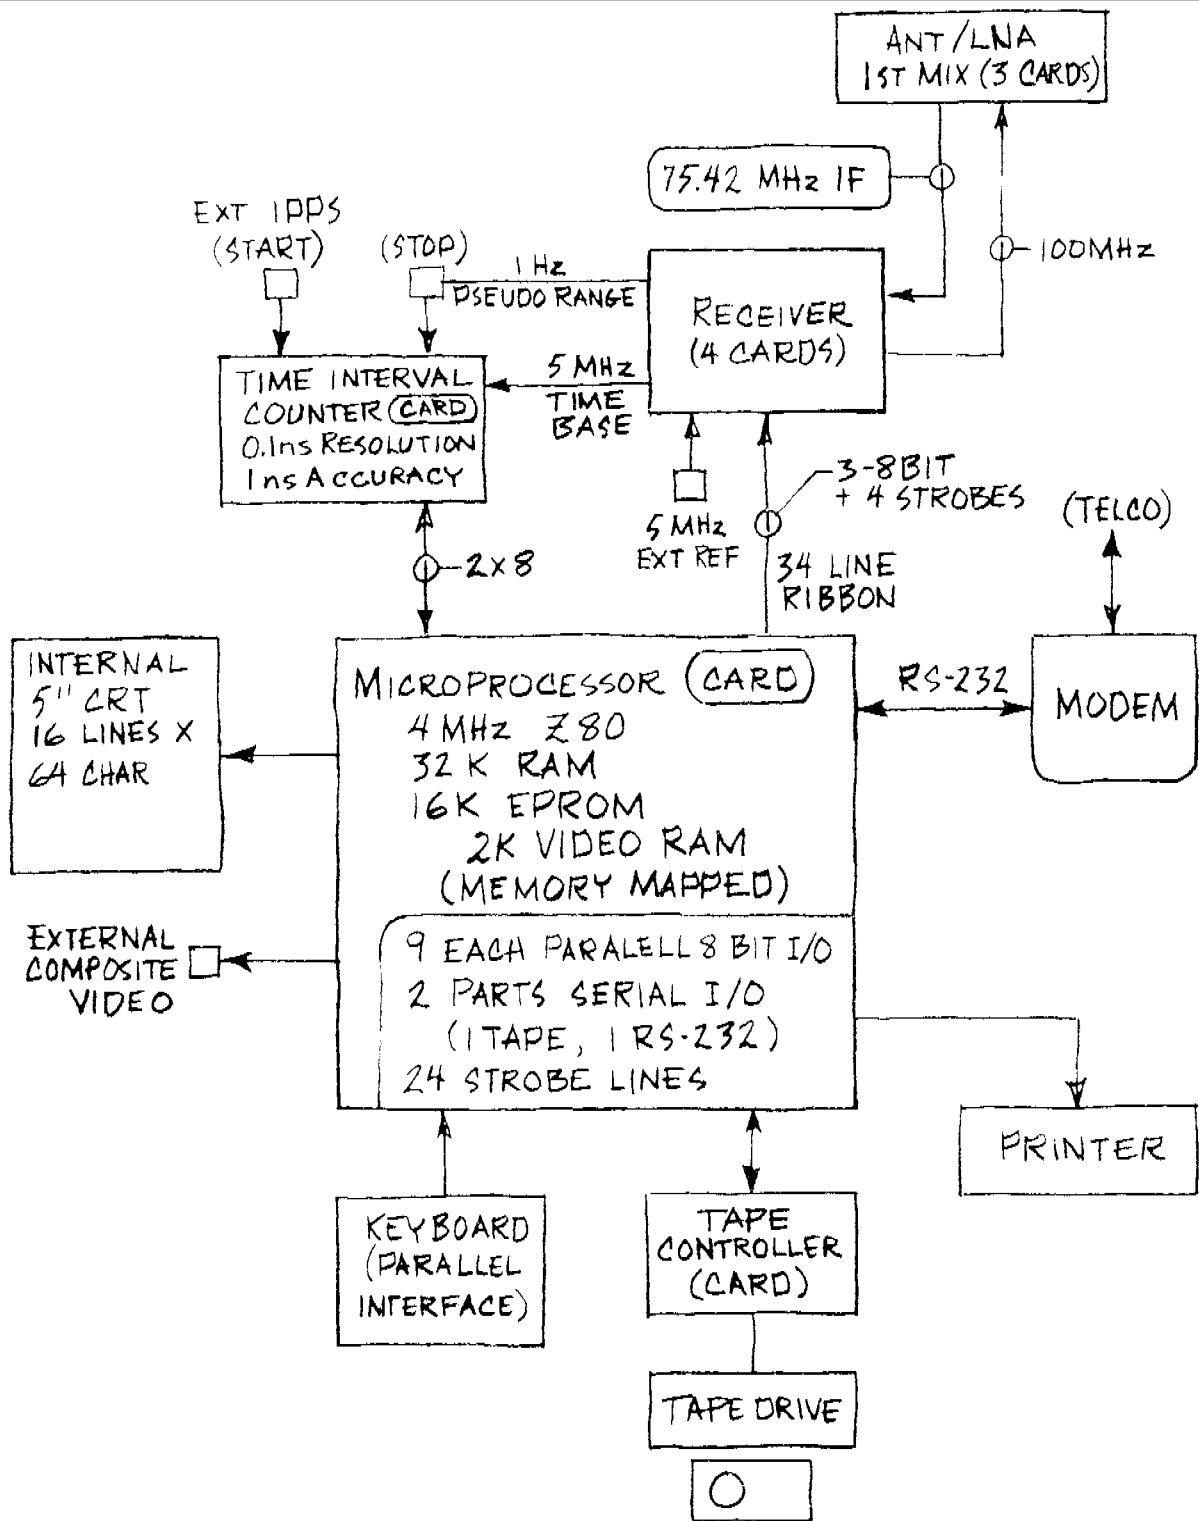 ANT/LNA
1ST MIX (3 CARDS)
75.42 MHz IF
100MHz
EXT 1PPS
(START)
(STOP)
1 Hz
PSEUDO RANGE
RECEIVER
(4 CARDS)
5 MHz
TIME
BASE
TIME INTERVAL
COUNTER (CARD)
0.1ns RESOLUTION
1ns ACCURACY
5 MHz
EXT REF
3-8BIT
+ 4 STROBES
34 LINE
RIBBON
(TELCO)
2x8
INTERNAL
5" CRT
16 LINES X
64 CHAR
MICROPROCESSOR (CARD)
4 MHz Z80
32 K RAM
16K EPROM
2K VIDEO RAM
(MEMORY MAPPED)
RS-232
MODEM
EXTERNAL
COMPOSITE
VIDEO
9 EACH PARALELL 8 BIT I/O
2 PARTS SERIAL I/O
(1 TAPE, 1 RS-232)
24 STROBE LINES
PRINTER
KEYBOARD
(PARALLEL
INTERFACE)
TAPE
CONTROLLER
(CARD)
TAPE DRIVE